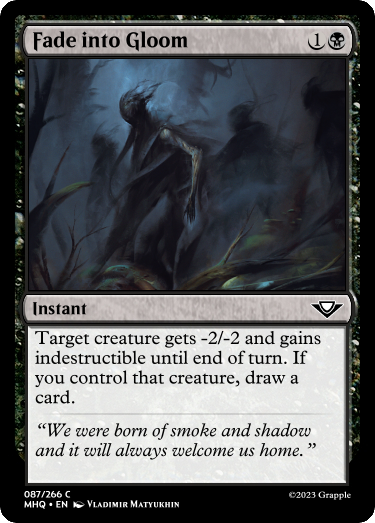 Fade into Gloom 1
Instant
Target creature gets -2/-2 and gains
indestructible until end of turn. If
you control that creature, draw a
card.
“We were born of smoke and shadow
and it will always welcome us home.”
087/266 C
MHQ • EN Vladimir Matyukhin
©2023 Grapple